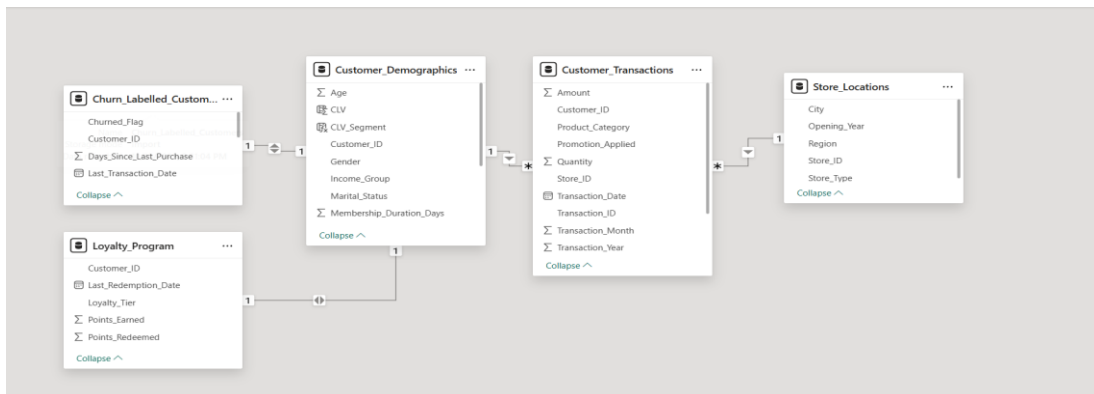 Churn_Labelled_Custom... ...
Churned_Flag
Customer_ID
Days_Since_Last_Purchase
Last_Transaction_Date
Collapse
Loyalty_Program ...
Customer_ID
Last_Redemption_Date
Loyalty_Tier
Points_Earned
Points_Redeemed
Collapse
Customer_Demographics ...
Age
CLV
CLV_Segment
Customer_ID
Gender
Income_Group
Marital_Status
Membership_Duration_Days
Collapse
Customer_Transactions ...
Amount
Customer_ID
Product_Category
Promotion_Applied
Quantity
Store_ID
Transaction_Date
Transaction_ID
Transaction_Month
Transaction_Year
Collapse
Store_Locations ...
City
Opening_Year
Region
Store_ID
Store_Type
Collapse
1 1
1 *
* 1
1 1